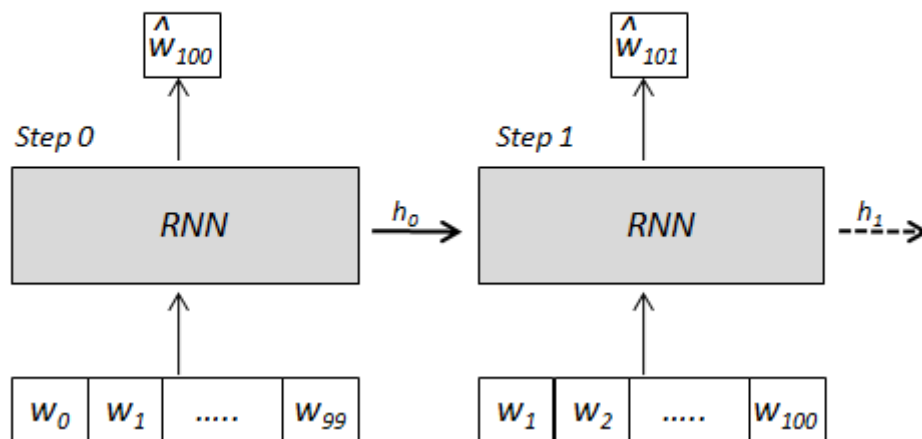 ŵ₁₀₀ ŵ₁₀₁
Step 0 Step 1
RNN h₀ RNN h₁
w₀ w₁ ..... w₉₉ w₁ w₂ ..... w₁₀₀